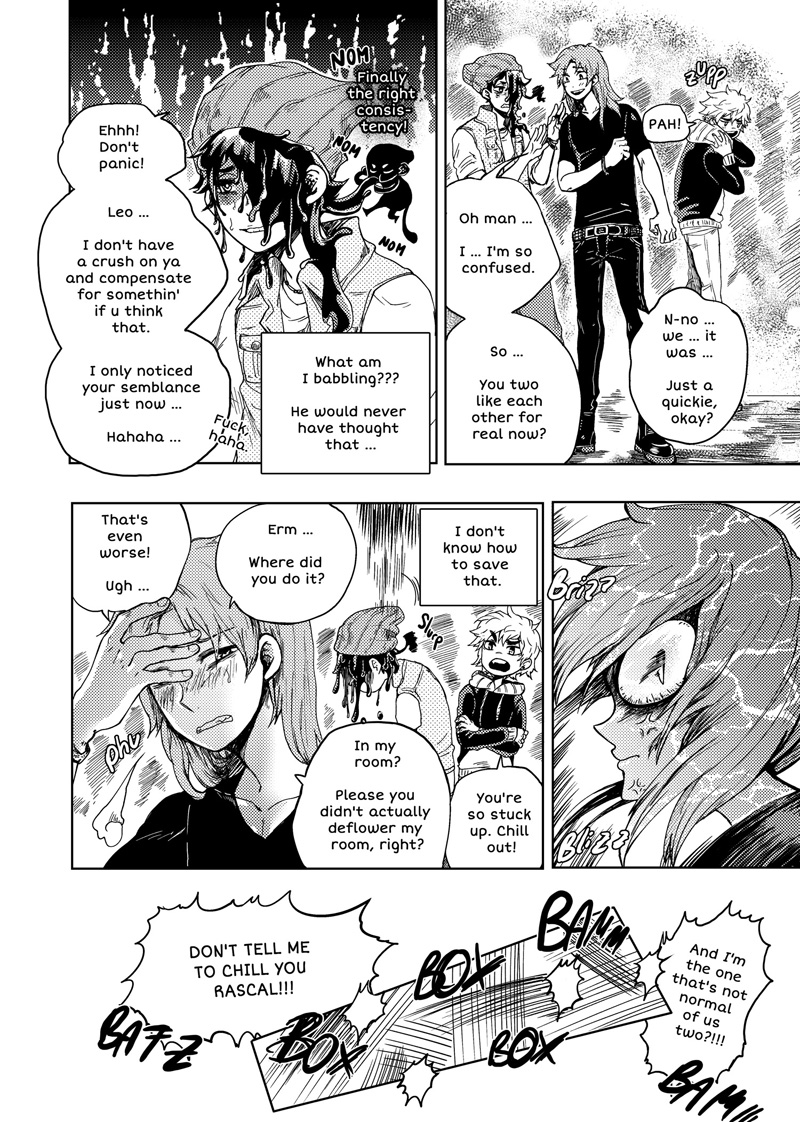 Ehhh!
Don't
panic!
Leo ...
I don't have
a crush on ya
and compensate
for somethin'
if u think
that.
I only noticed
your semblance
just now ...
Hahaha ...
Fuck,
haha
NOM
Finally
the right
consis-
tency!
NOM
NOM
What am
I babbling???
He would never
have thought
that ...
Oh man ...
I ... I'm so
confused.
So ...
You two
like each
other for
real now?
PAH!
ZUPP
N-no ...
we ... it
was ...
Just a
quickie,
okay?
That's
even
worse!
Ugh ...
phu
Erm ...
Where did
you do it?
I don't
know how
to save
that.
Slurp
In my
room?
Please you
didn't actually
deflower my
room, right?
You're
so stuck
up. Chill
out!
brizz
Blizz
DON'T TELL ME
TO CHILL YOU
RASCAL!!!
BATZ
BOX
BOX
BOX
BAMM
And I'm
the one
that's not
normal
of us
two?!!!
BAMM